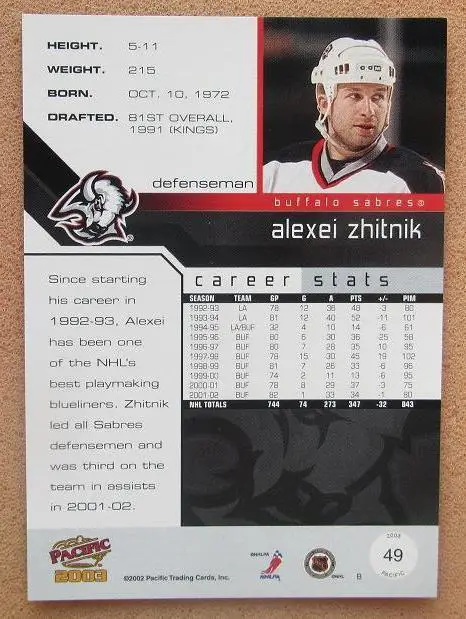 HEIGHT. 5-11
WEIGHT. 215
BORN. OCT. 10, 1972
DRAFTED. 81ST OVERALL,
1991 (KINGS)
defenseman
buffalo sabres®
alexei zhitnik
Since starting
his career in
1992-93, Alexei
has been one
of the NHL's
best playmaking
blueliners. Zhitnik
led all Sabres
defensemen and
was third on the
team in assists
in 2001-02.
career stats
SEASON TEAM GP G A PTS +/- PIM
1992-93 LA 78 12 36 48 -3 80
1993-94 LA 81 12 40 52 -11 101
1994-95 LA/BUF 32 4 10 14 -6 61
1995-96 BUF 80 6 30 36 -25 58
1996-97 BUF 80 7 28 35 10 95
1997-98 BUF 78 15 30 45 19 102
1998-99 BUF 81 7 26 33 -6 96
1999-00 BUF 74 2 11 13 -6 95
2000-01 BUF 78 8 29 37 -3 75
2001-02 BUF 82 1 33 34 -1 80
NHL TOTALS 744 74 273 347 -32 843
PACIFIC
2003
©2002 Pacific Trading Cards, Inc.
NHLPA
NHLPA
NHL
©NHL
B
2003
49
PACIFIC